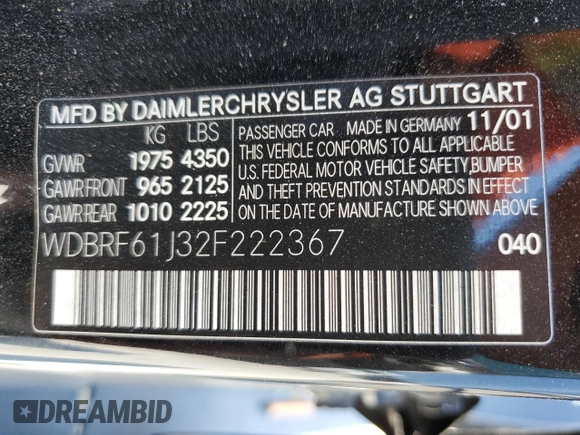 MFD BY DAIMLERCHRYSLER AG STUTTGART
KG LBS
GVWR 1975 4350
GAWR FRONT 965 2125
GAWR REAR 1010 2225
PASSENGER CAR MADE IN GERMANY 11/01
THIS VEHICLE CONFORMS TO ALL APPLICABLE
U.S. FEDERAL MOTOR VEHICLE SAFETY, BUMPER
AND THEFT PREVENTION STANDARDS IN EFFECT
ON THE DATE OF MANUFACTURE SHOWN ABOVE
WDBRF61J32F222367
040
DREAMBID